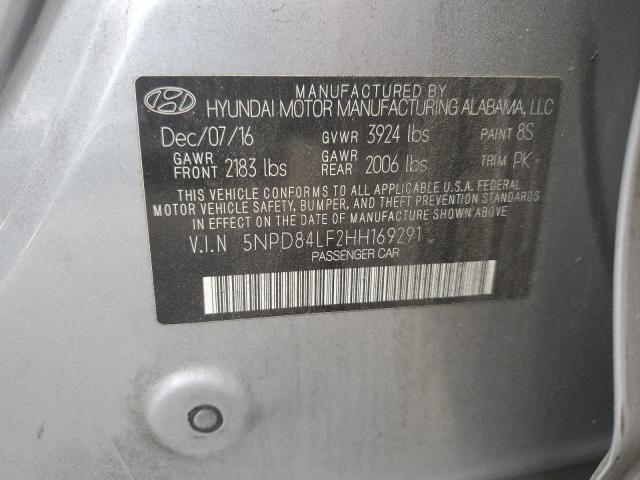 MANUFACTURED BY
HYUNDAI MOTOR MANUFACTURING ALABAMA, LLC
Dec/07/16 GVWR 3924 lbs PAINT 8S
GAWR FRONT 2183 lbs GAWR REAR 2006 lbs TRIM PK
THIS VEHICLE CONFORMS TO ALL APPLICABLE U.S.A. FEDERAL
MOTOR VEHICLE SAFETY, BUMPER, AND THEFT PREVENTION STANDARDS
IN EFFECT ON THE DATE OF MANUFACTURE SHOWN ABOVE.
V.I.N 5NPD84LF2HH169291
PASSENGER CAR